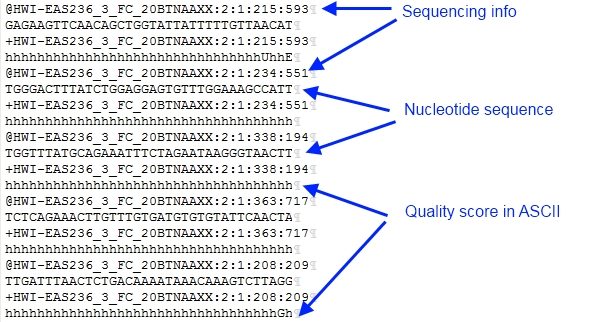 @HWI-EAS236_3_FC_20BTNAAXX:2:1:215:593¶
GAGAAGTTCAACAGCTGGTATTATTTTTGTTAACAT¶
+HWI-EAS236_3_FC_20BTNAAXX:2:1:215:593¶
hhhhhhhhhhhhhhhhhhhhhhhhhhhhhhhhUhhE¶
@HWI-EAS236_3_FC_20BTNAAXX:2:1:234:551¶
TGGGACTTTATCTGGAGGAGTGTTTGGAAAGCCATT¶
+HWI-EAS236_3_FC_20BTNAAXX:2:1:234:551¶
hhhhhhhhhhhhhhhhhhhhhhhhhhhhhhhhhhhh¶
@HWI-EAS236_3_FC_20BTNAAXX:2:1:338:194¶
TGGTTTATGCAGAAATTTCTAGAATAAGGGTAACTT¶
+HWI-EAS236_3_FC_20BTNAAXX:2:1:338:194¶
hhhhhhhhhhhhhhhhhhhhhhhhhhhhhhhhhhhh¶
@HWI-EAS236_3_FC_20BTNAAXX:2:1:363:717¶
TCTCAGAAACTTGTTTGTGATGTGTGTATTCAACTA¶
+HWI-EAS236_3_FC_20BTNAAXX:2:1:363:717¶
hhhhhhhhhhhhhhhhhhhhhhhhhhhhhhhhhhhh¶
@HWI-EAS236_3_FC_20BTNAAXX:2:1:208:209¶
TTGATTTAACTCTGACAAAATAAACAAAGTCTTAGG¶
+HWI-EAS236_3_FC_20BTNAAXX:2:1:208:209¶
hhhhhhhhhhhhhhhhhhhhhhhhhhhhhhhhhhGh¶
Sequencing info
Nucleotide sequence
Quality score in ASCII